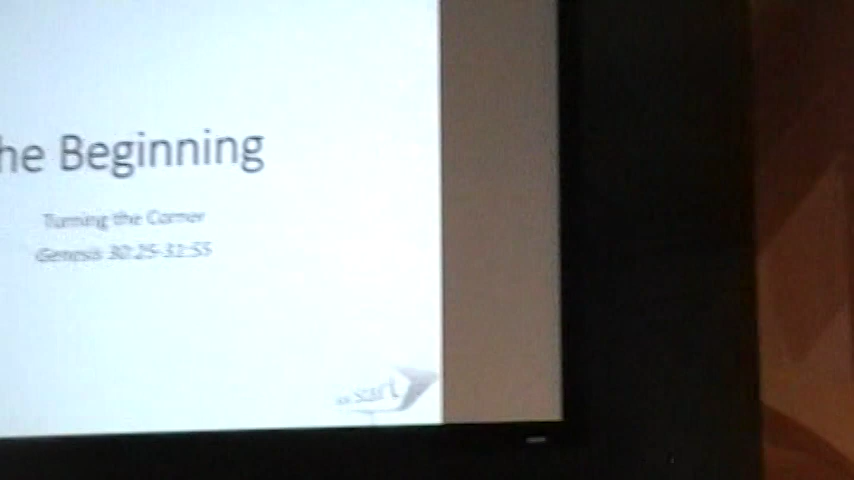 he Beginning
Turning the Corner
Genesis 30:25-31:55
start